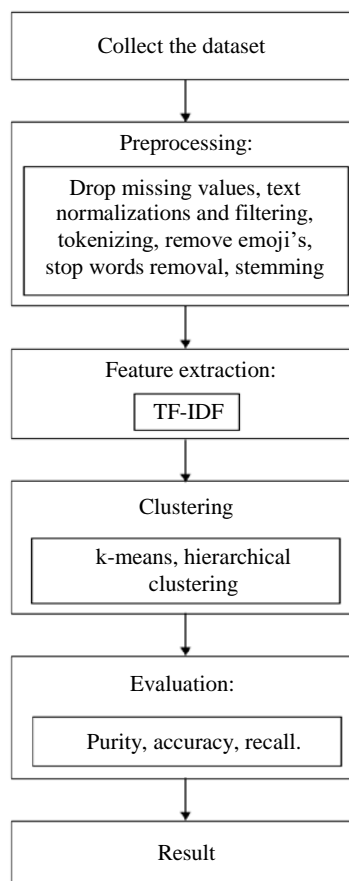 Collect the dataset
Preprocessing:
Drop missing values, text
normalizations and filtering,
tokenizing, remove emoji’s,
stop words removal, stemming
Feature extraction:
TF-IDF
Clustering
k-means, hierarchical
clustering
Evaluation:
Purity, accuracy, recall.
Result